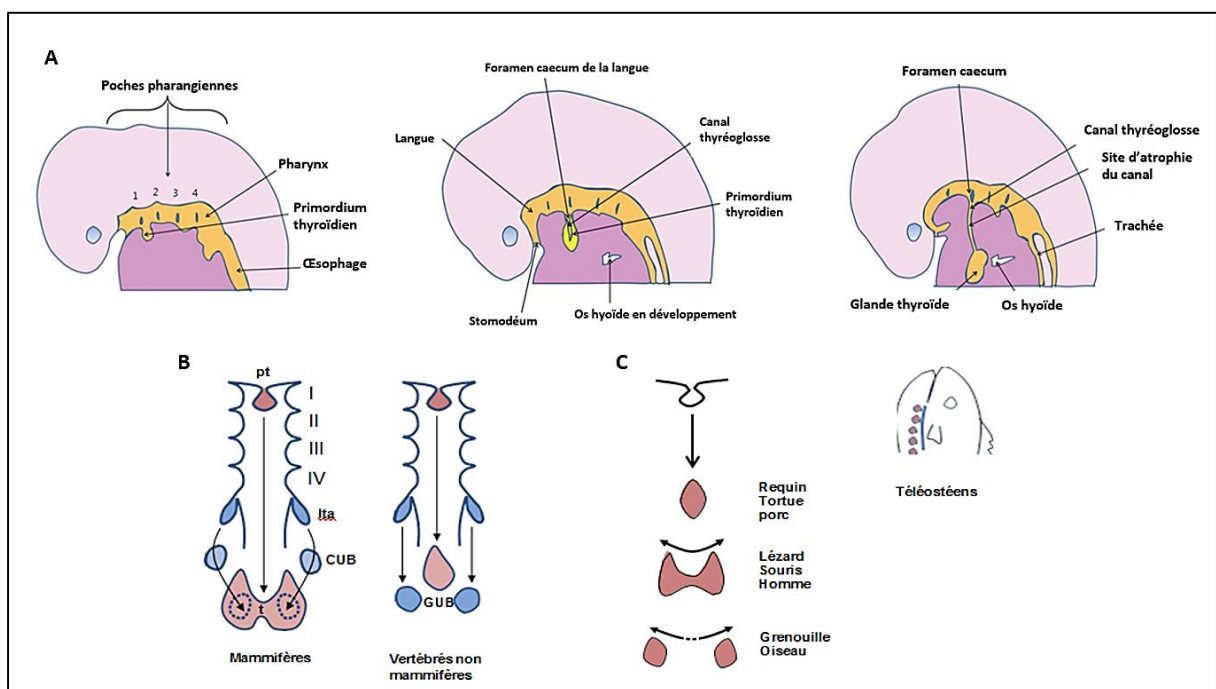 A
Poches pharangiennes
1 2 3 4
Pharynx
Primordium
thyroïdien
Œsophage
Foramen caecum de la langue
Langue
Canal
thyréoglosse
Primordium
thyroïdien
Stomodéum
Os hyoïde en développement
Foramen caecum
Canal thyréoglosse
Site d'atrophie
du canal
Trachée
Glande thyroïde
Os hyoïde
B
pt
I
II
III
IV
lta
CUB
t
Mammifères
GUB
Vertébrés non
mammifères
C
Requin
Tortue
porc
Lézard
Souris
Homme
Grenouille
Oiseau
Téléostéens